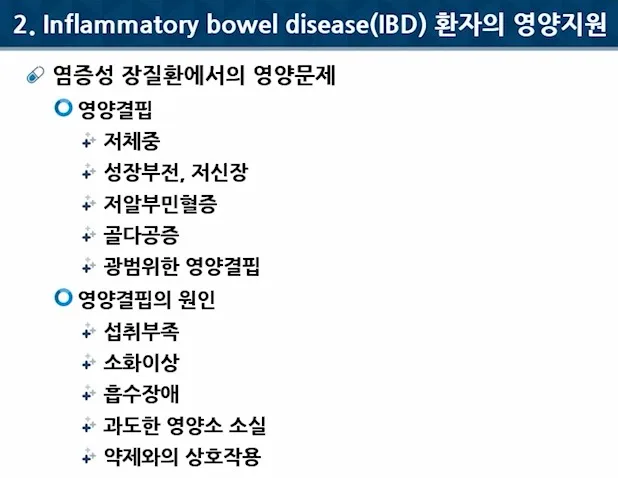 2. Inflammatory bowel disease(IBD) 환자의 영양지원
염증성 장질환에서의 영양문제
영양결핍
저체중
성장부전, 저신장
저알부민혈증
골다공증
광범위한 영양결핍
영양결핍의 원인
섭취부족
소화이상
흡수장애
과도한 영양소 소실
약제와의 상호작용